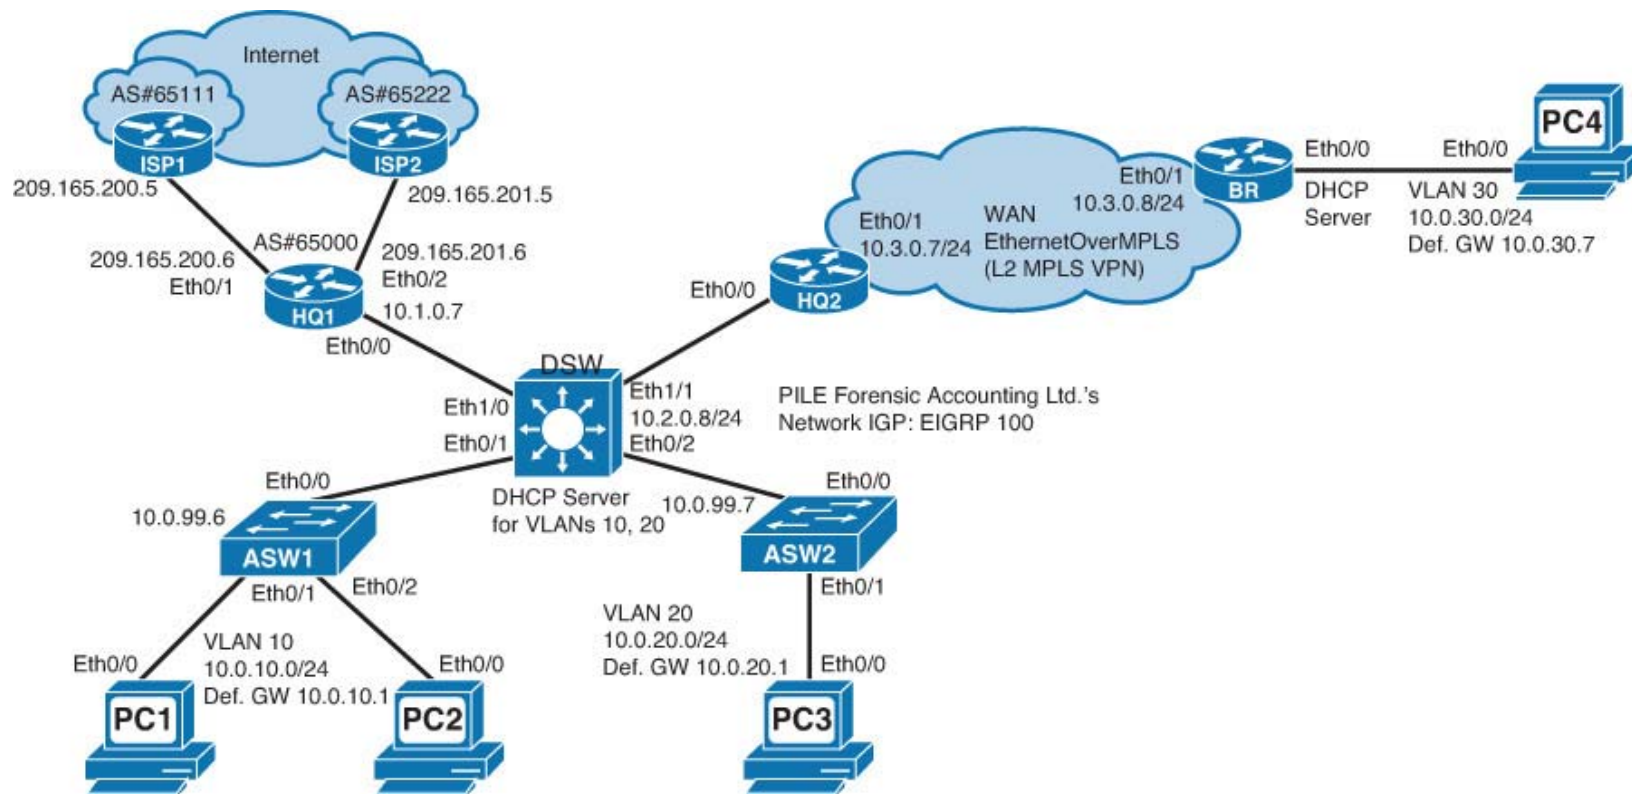 Internet
AS#65111
AS#65222
ISP1
ISP2
209.165.200.5
209.165.201.5
AS#65000
209.165.200.6
Eth0/1
209.165.201.6
Eth0/2
10.1.0.7
HQ1
Eth0/0
PC4
Eth0/0
Eth0/0
BR
DHCP
Server
VLAN 30
10.0.30.0/24
Def. GW 10.0.30.7
Eth0/1
10.3.0.8/24
Eth0/1
10.3.0.7/24
WAN
EthernetOverMPLS
(L2 MPLS VPN)
Eth0/0
HQ2
DSW
Eth1/0
Eth0/1
Eth1/1
10.2.0.8/24
Eth0/2
PILE Forensic Accounting Ltd.'s
Network IGP: EIGRP 100
DHCP Server
for VLANs 10, 20
Eth0/0
10.0.99.6
ASW1
Eth0/1
Eth0/2
10.0.99.7
Eth0/0
ASW2
Eth0/1
Eth0/0
VLAN 10
10.0.10.0/24
Def. GW 10.0.10.1
Eth0/0
PC1
PC2
VLAN 20
10.0.20.0/24
Def. GW 10.0.20.1
Eth0/0
PC3